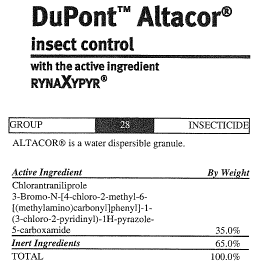 DuPont™ Altacor®
insect control
with the active ingredient
RYNAXYPYR®
GROUP 28 INSECTICIDE
ALTACOR® is a water dispersible granule.
Active Ingredient By Weight
Chlorantraniliprole
3-Bromo-N-[4-chloro-2-methyl-6-
[(methylamino)carbonyl]phenyl]-1-
(3-chloro-2-pyridinyl)-1H-pyrazole-
5-carboxamide 35.0%
Inert Ingredients 65.0%
TOTAL 100.0%